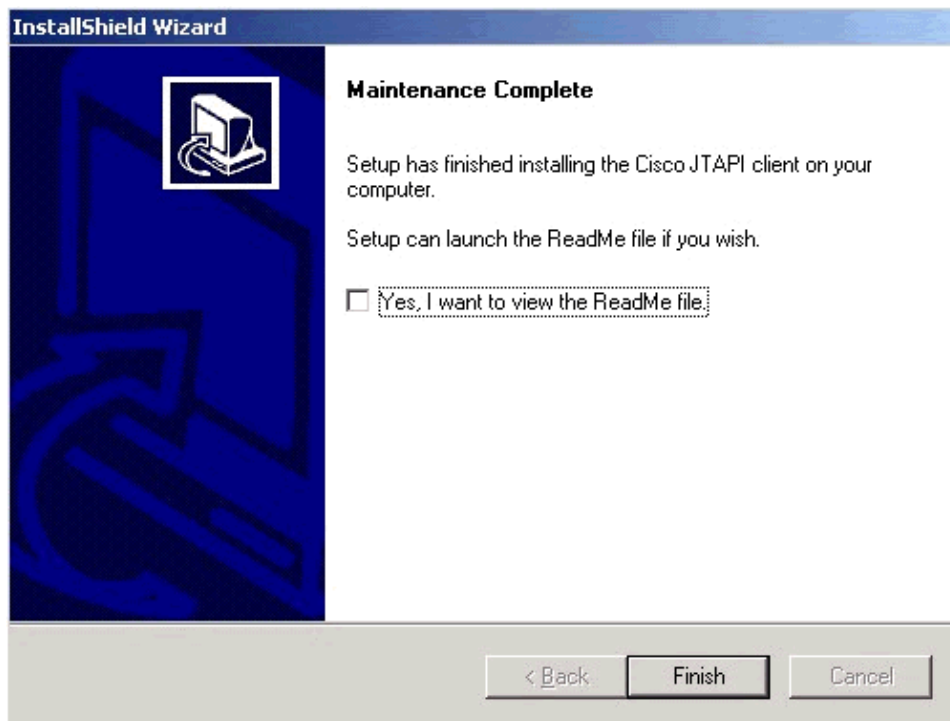 InstallShield Wizard
Maintenance Complete
Setup has finished installing the Cisco JTAPI client on your
computer.
Setup can launch the ReadMe file if you wish.
Yes, I want to view the ReadMe file.
< Back
Finish
Cancel